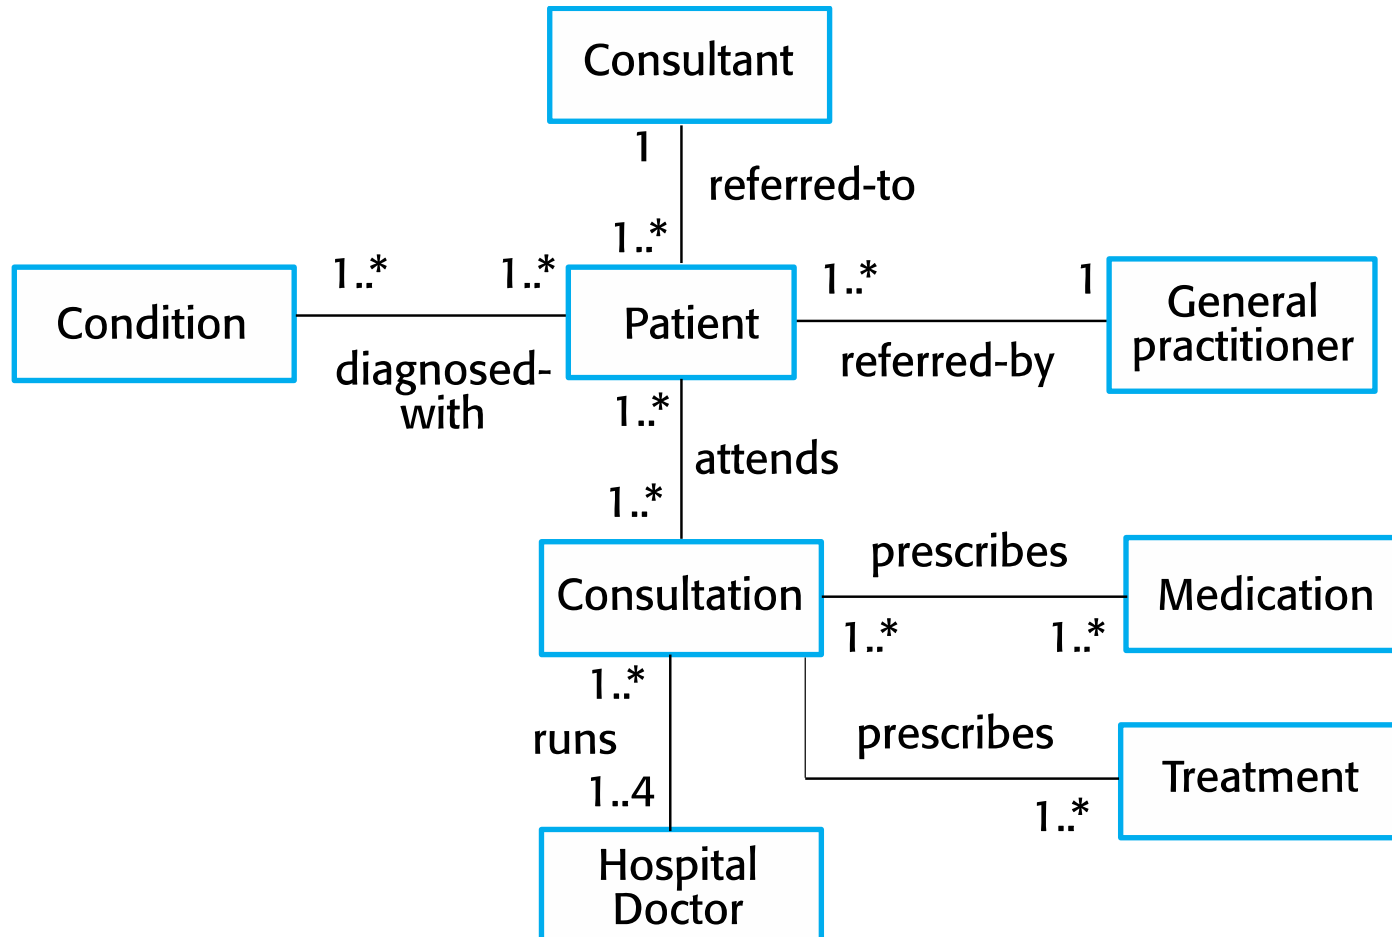 Consultant
1
referred-to
1..*
1..*
1..*
1..*
1
Condition
Patient
General
practitioner
diagnosed-
with
referred-by
1..*
attends
1..*
prescribes
Consultation
Medication
1..*
1..*
1..*
runs
prescribes
1..4
Treatment
1..*
Hospital
Doctor